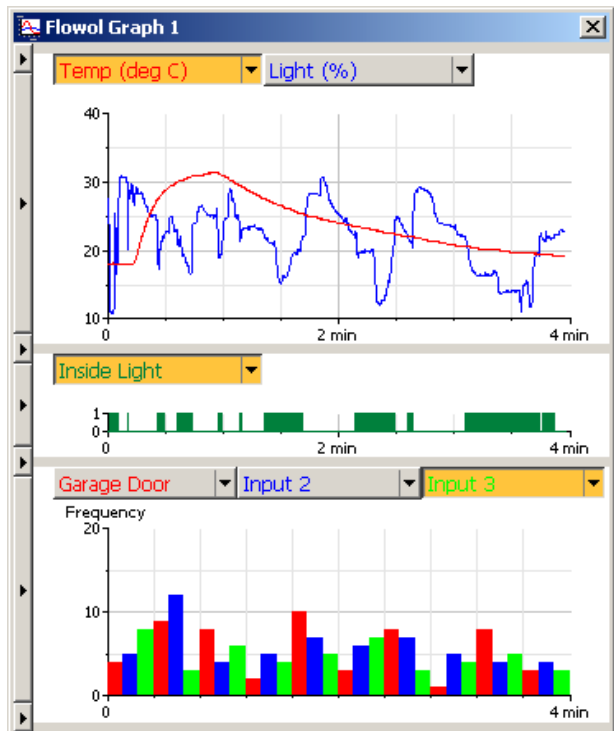 Flowol Graph 1
Temp (deg C) Light (%)
40
30
20
10
0 2 min 4 min
Inside Light
1
0
0 2 min 4 min
Garage Door Input 2 Input 3
Frequency
20
10
0
0 4 min